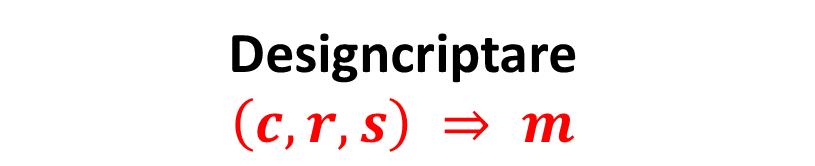 Designcriptare
(c, r, s) ⇒ m